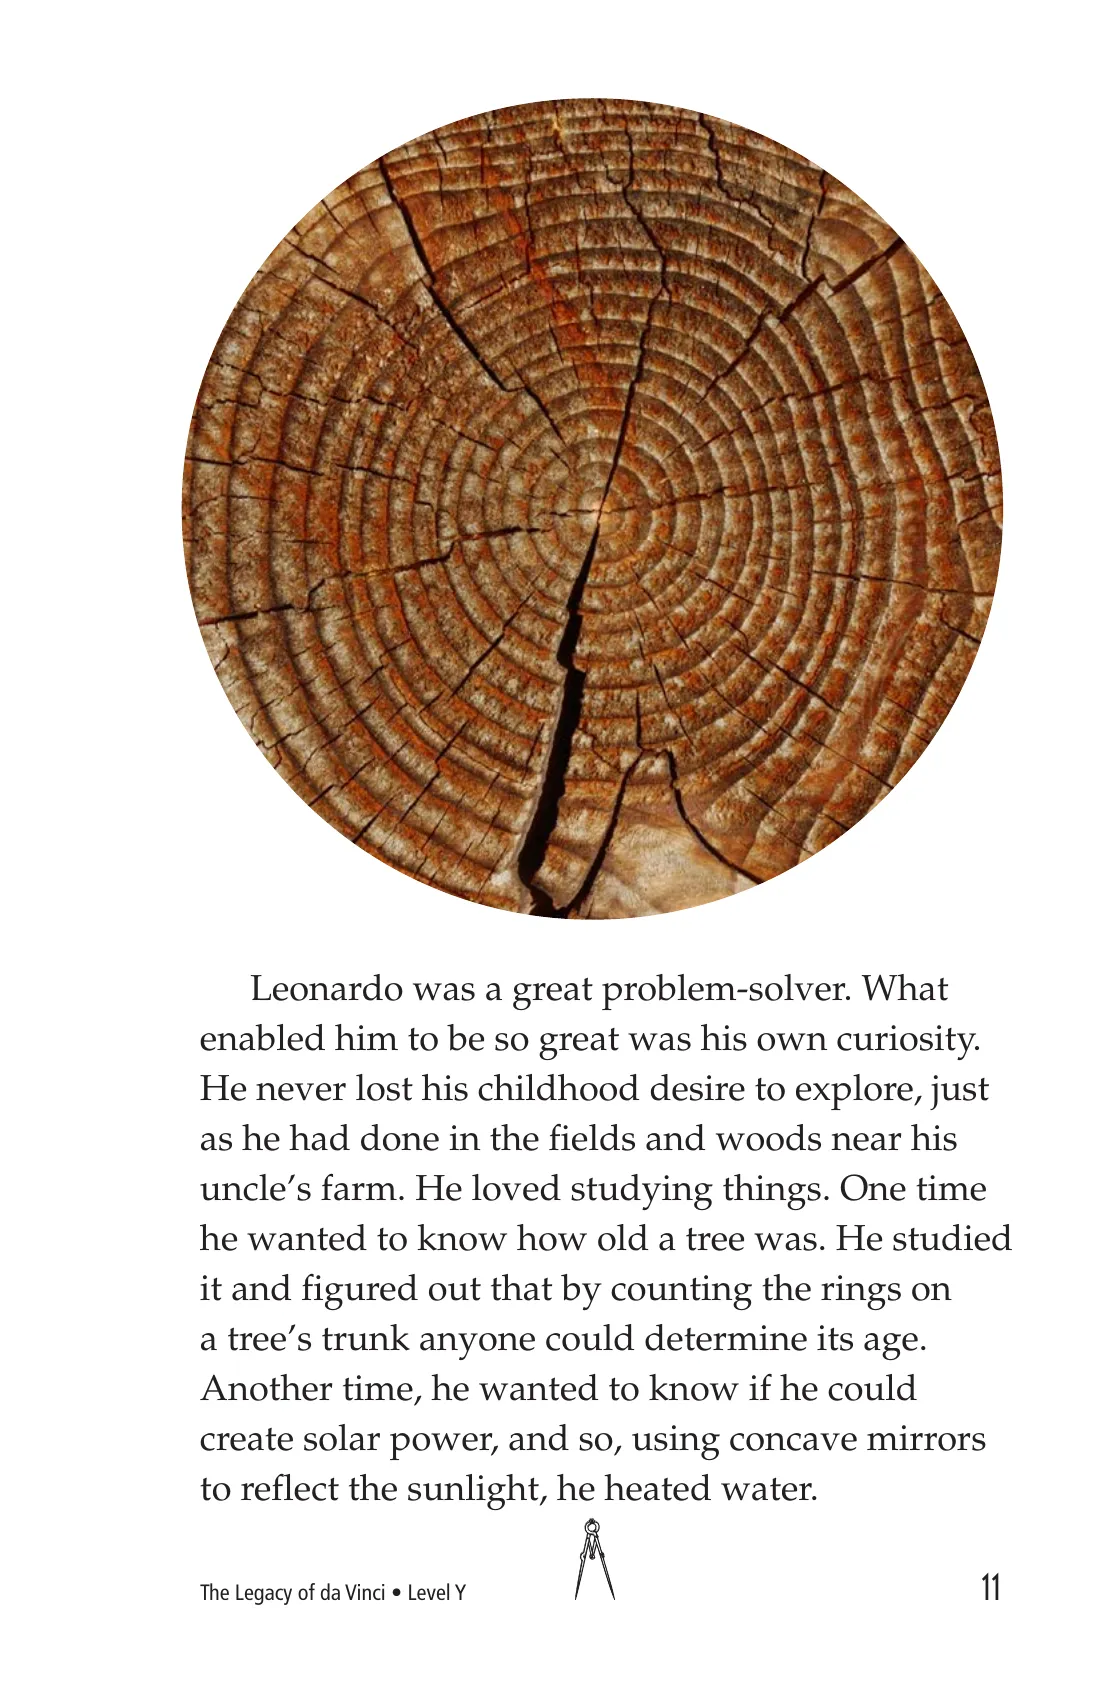 Leonardo was a great problem-solver. What
enabled him to be so great was his own curiosity.
He never lost his childhood desire to explore, just
as he had done in the fields and woods near his
uncle’s farm. He loved studying things. One time
he wanted to know how old a tree was. He studied
it and figured out that by counting the rings on
a tree’s trunk anyone could determine its age.
Another time, he wanted to know if he could
create solar power, and so, using concave mirrors
to reflect the sunlight, he heated water.
The Legacy of da Vinci • Level Y
11